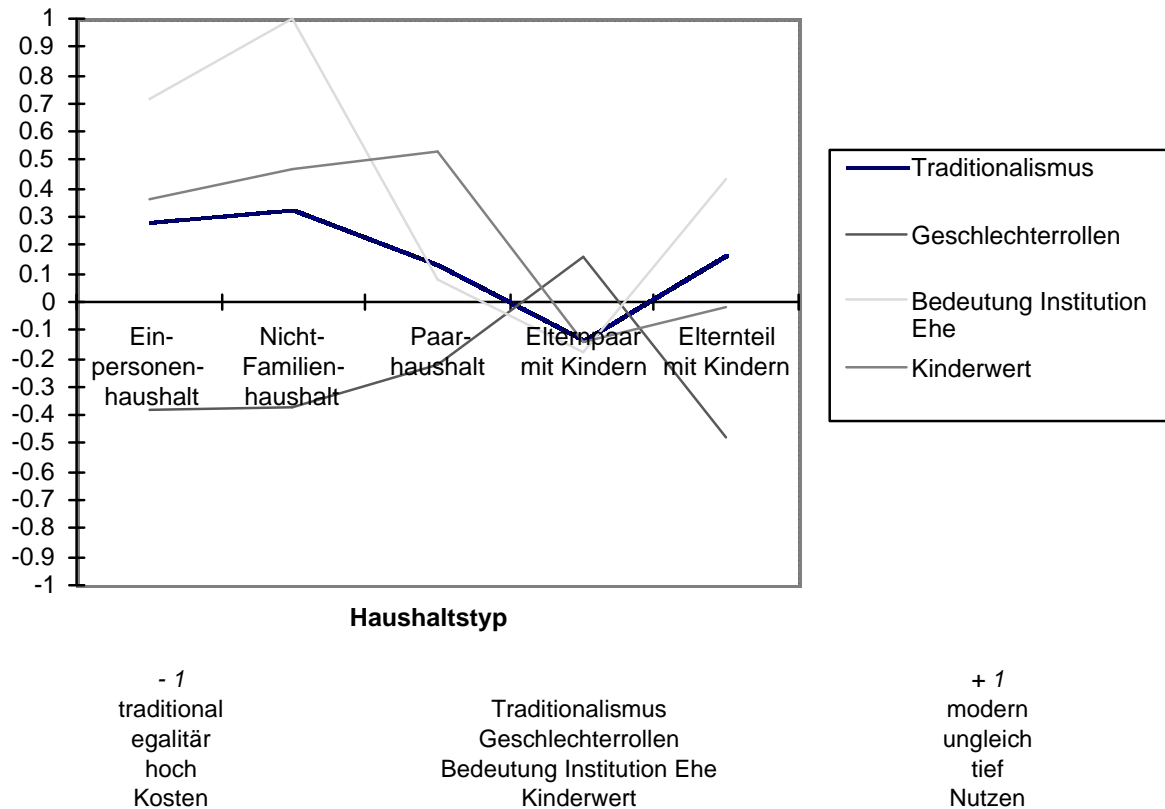 1
0.9
0.8
0.7
0.6
0.5
0.4
0.3
0.2
0.1
0
-0.1
-0.2
-0.3
-0.4
-0.5
-0.6
-0.7
-0.8
-0.9
-1
Ein-
personen-
haushalt
Nicht-
Familien-
haushalt
Paar-
haushalt
Elternpaar
mit Kindern
Elternteil
mit Kindern
Traditionalismus
Geschlechterrollen
Bedeutung Institution
Ehe
Kinderwert
Haushaltstyp
- 1 + 1
traditional Traditionalismus modern
egalitär Geschlechterrollen ungleich
hoch Bedeutung Institution Ehe tief
Kosten Kinderwert Nutzen